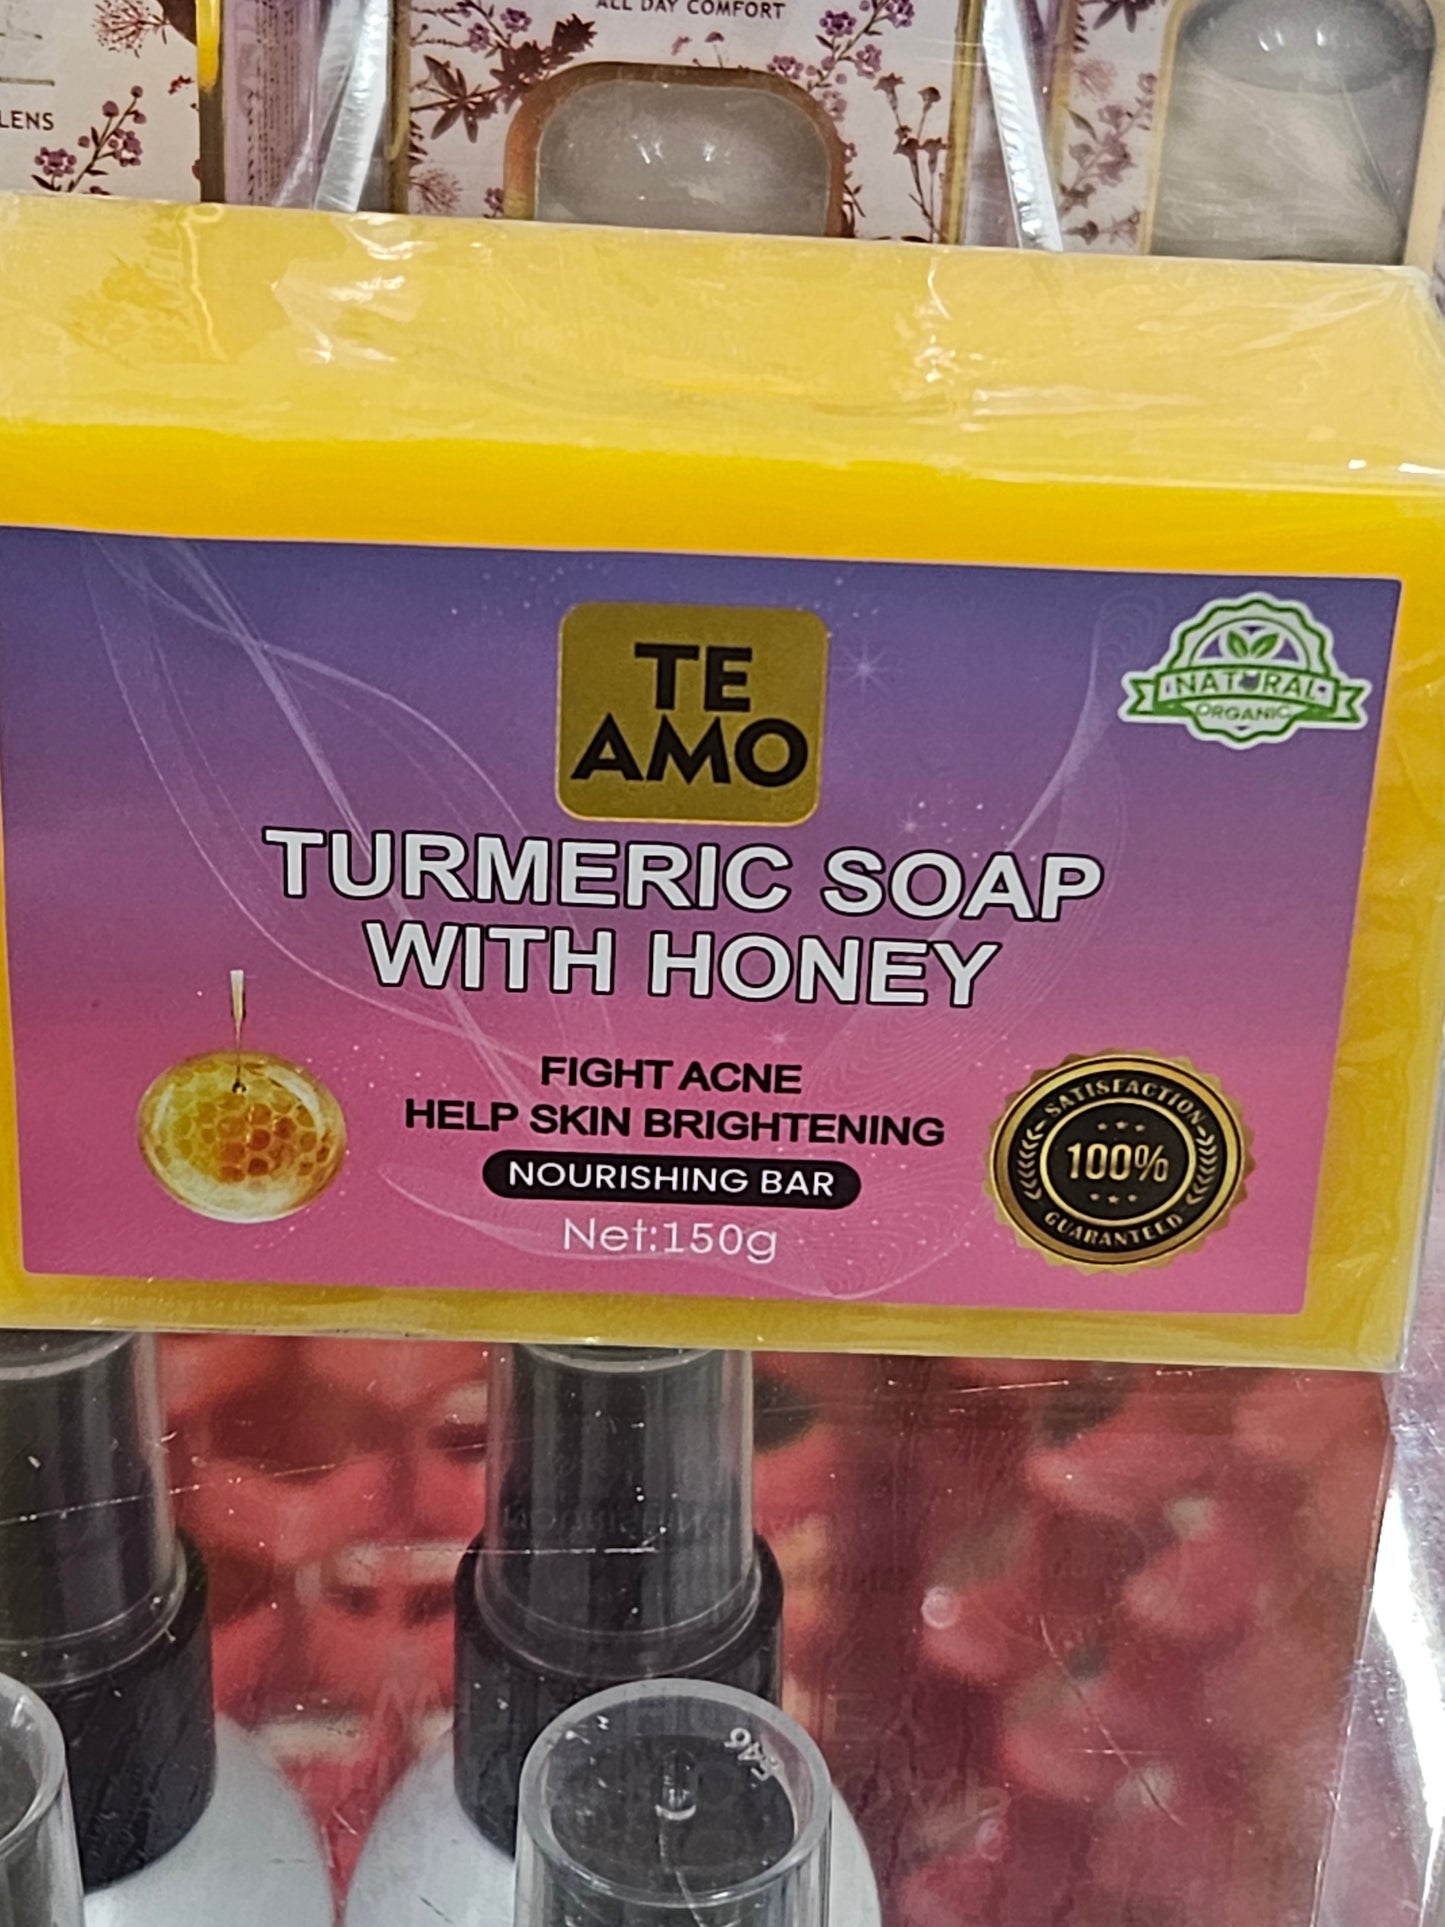 ALL DAY COMFORT
LENS
TE
AMO
NATURAL
ORGANIC
TURMERIC SOAP
WITH HONEY
FIGHT ACNE
HELP SKIN BRIGHTENING
NOURISHING BAR
Net:150g
SATISFACTION
100%
GUARANTEED